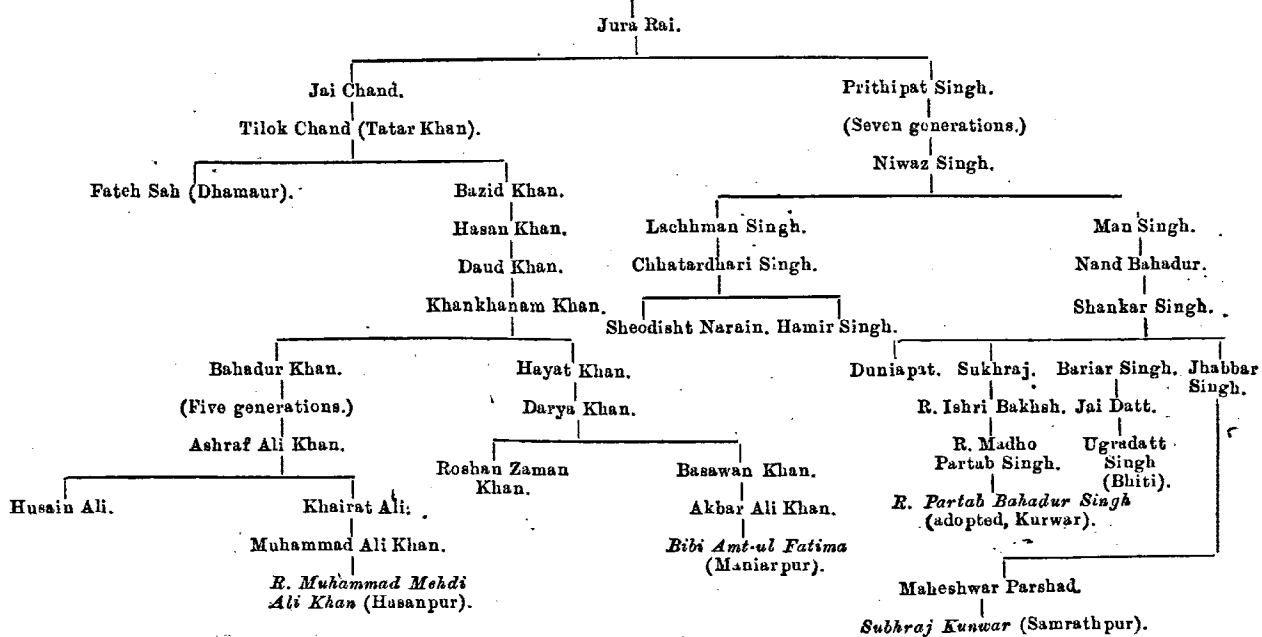 Jura Rai.
Jai Chand. Prithipat Singh.
Tilok Chand (Tatar Khan). (Seven generations.)
Niwaz Singh.
Fateh Sah (Dhamaur). Bazid Khan.
Hasan Khan. Lachhman Singh. Man Singh.
Daud Khan. Chhatardhari Singh. Nand Bahadur.
Khankhanam Khan. Shankar Singh.
Sheodisht Narain. Hamir Singh.
Bahadur Khan. Hayat Khan. Duniapat. Sukhraj. Bariar Singh. Jhabbar
Singh.
(Five generations.) Darya Khan. R. Ishri Bakhsh. Jai Datt.
Ashraf Ali Khan. R. Madho Ugradatt
Roshan Zaman Basawan Khan. Partab Singh. Singh
Khan. (Bhiti).
Husain Ali. Khairat Ali. Akbar Ali Khan. R. Partab Bahadur Singh
(adopted, Kurwar).
Muhammad Ali Khan. Bibi Amt-ul Fatima
(Maniarpur).
R. Muhammad Mehdi Maheshwar Parshad.
Ali Khan (Hasanpur).
Subhraj Kunwar (Samrathpur).